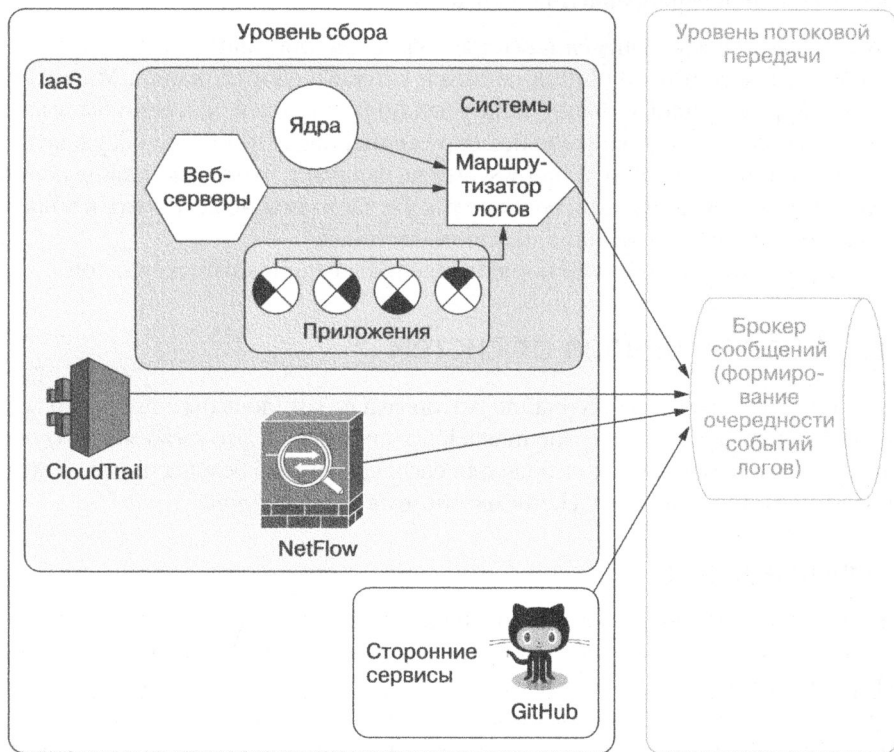 Уровень сбора
Уровень потоковой
передачи
IaaS
Системы
Ядра
Веб-
серверы
Маршру-
тизатор
логов
Приложения
CloudTrail
NetFlow
Брокер
сообщений
(формиро-
вание
очередности
событий
логов)
Сторонние
сервисы
GitHub